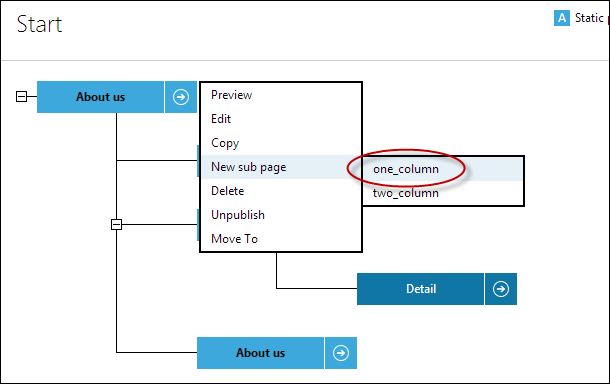 Start
A Static
About us
Preview
Edit
Copy
New sub page
Delete
Unpublish
Move To
one_column
two_column
Detail
About us